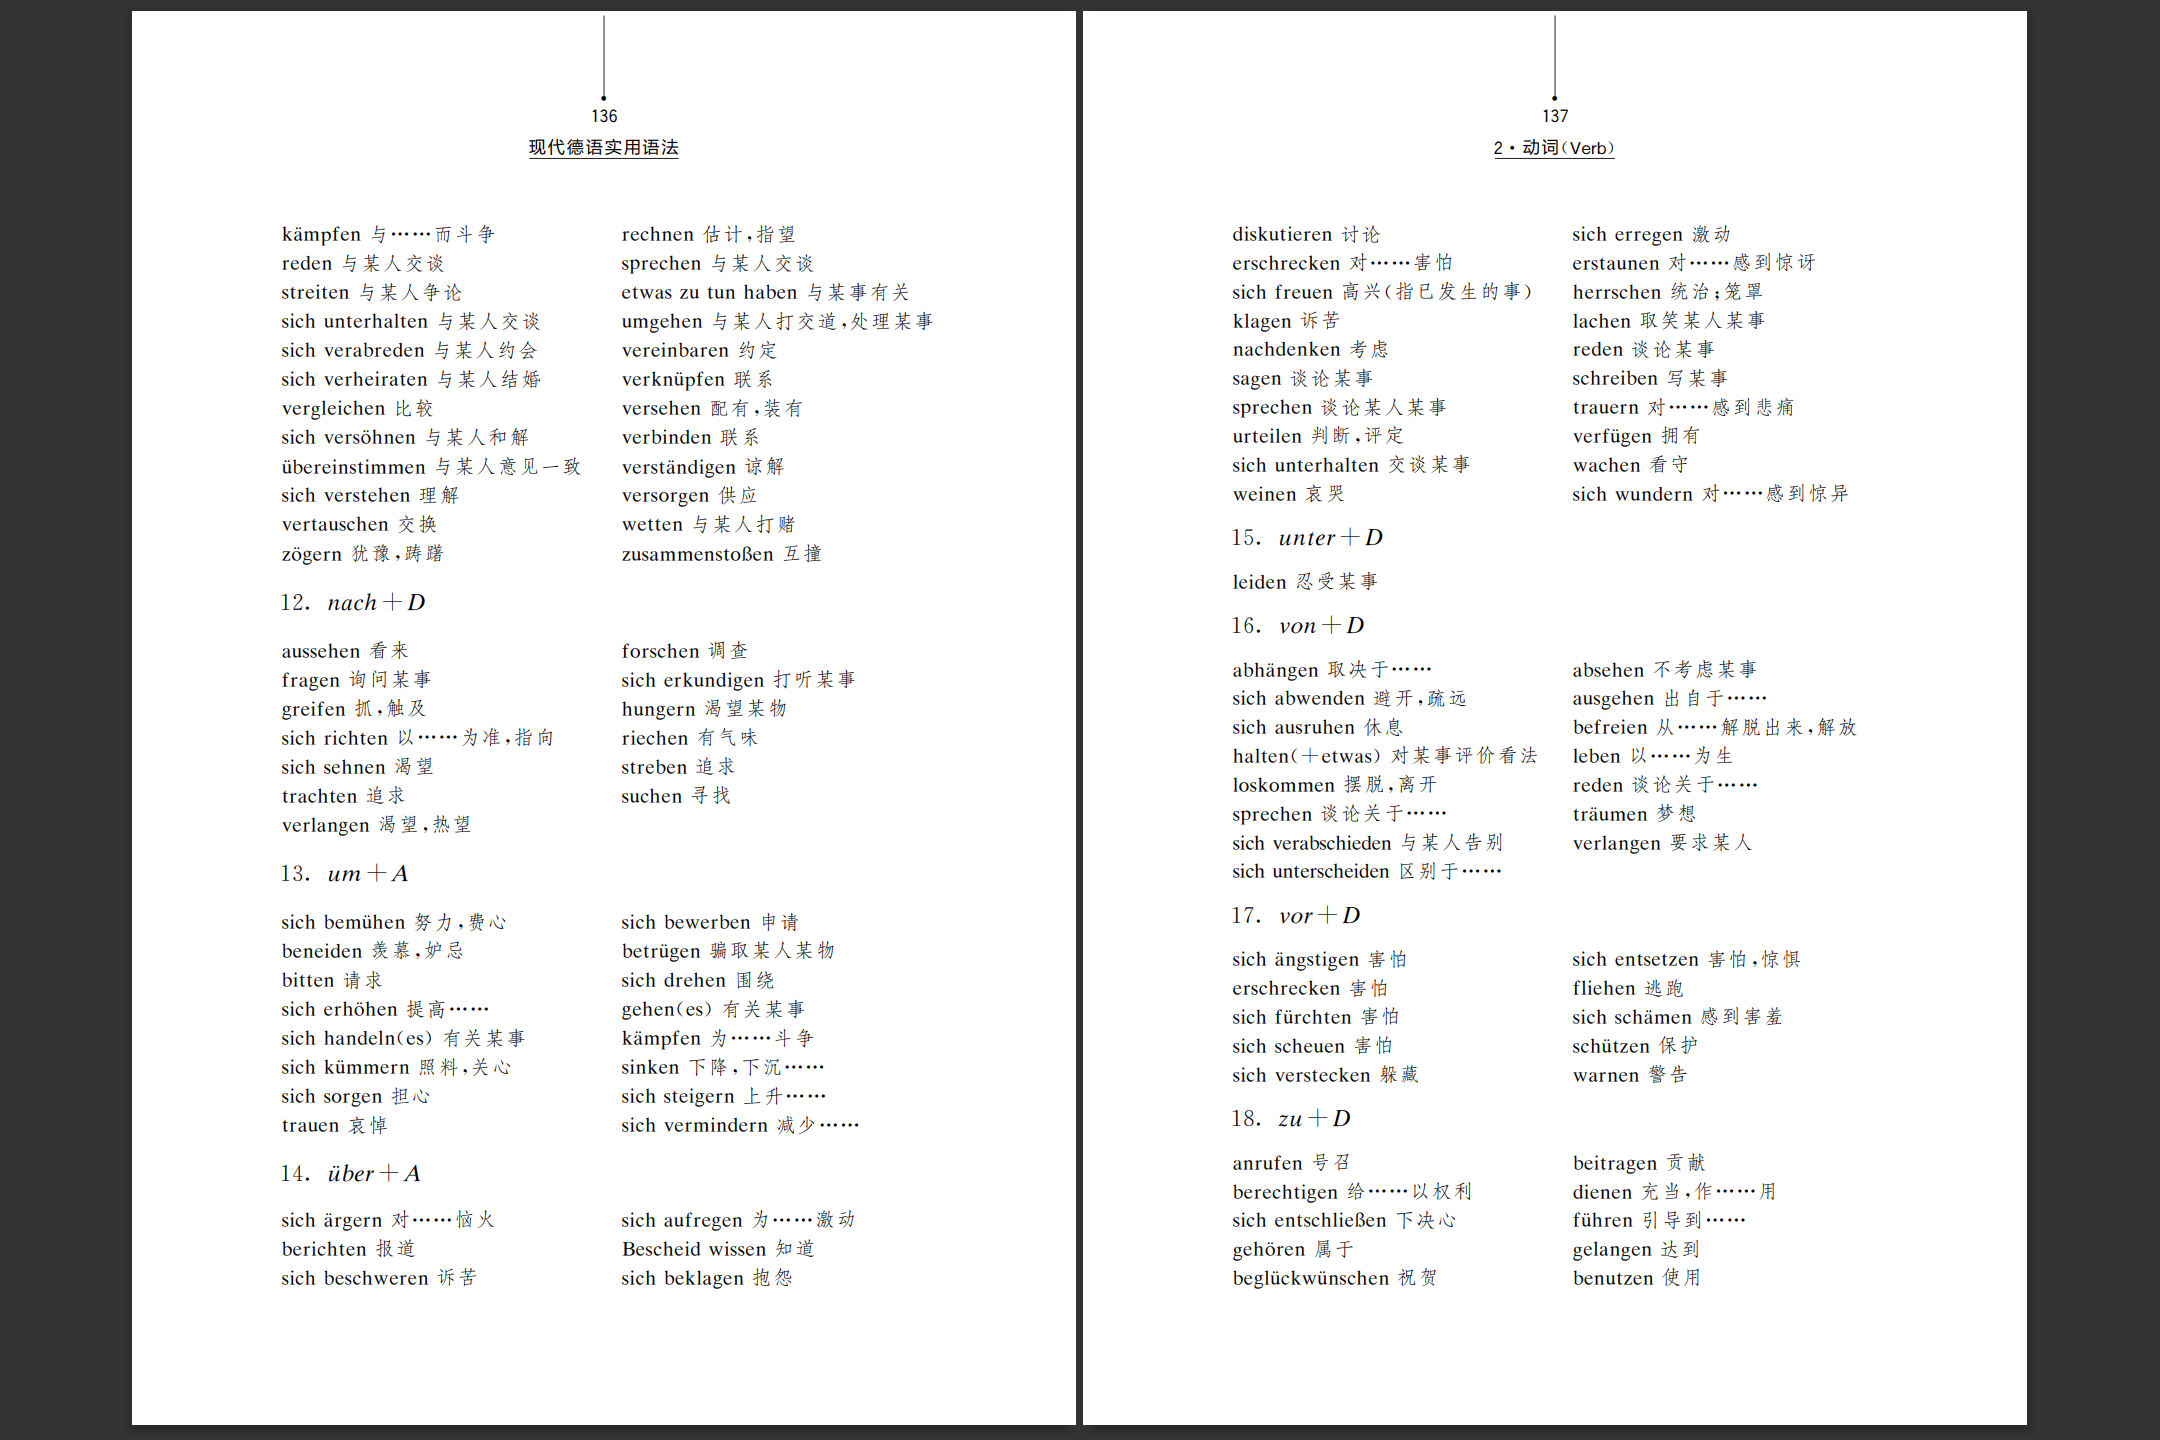 136
现代德语实用语法
kämpfen 与……而斗争 rechnen 估计,指望
reden 与某人交谈 sprechen 与某人交谈
streiten 与某人争论 etwas zu tun haben 与某事有关
sich unterhalten 与某人交谈 umgehen 与某人打交道,处理某事
sich verabreden 与某人约会 vereinbaren 约定
sich verheiraten 与某人结婚 verknüpfen 联系
vergleichen 比较 versehen 配有,装有
sich versöhnen 与某人和解 verbinden 联系
übereinstimmen 与某人意见一致 verständigen 谅解
sich verstehen 理解 versorgen 供应
vertauschen 交换 wetten 与某人打赌
zögern 犹豫,踌躇 zusammenstoßen 互撞
12. nach+D
aussehen 看来 forschen 调查
fragen 询问某事 sich erkundigen 打听某事
greifen 抓,触及 hungern 渴望某物
sich richten 以……为准,指向 riechen 有气味
sich sehnen 渴望 streben 追求
trachten 追求 suchen 寻找
verlangen 渴望,热望
13. um+A
sich bemühen 努力,费心 sich bewerben 申请
beneiden 羡慕,妒忌 betrügen 骗取某人某物
bitten 请求 sich drehen 围绕
sich erhöhen 提高…… gehen(es) 有关某事
sich handeln(es) 有关某事 kämpfen 为……斗争
sich kümmern 照料,关心 sinken 下降,下沉……
sich sorgen 担心 sich steigern 上升……
trauen 哀悼 sich vermindern 减少……
14. über+A
sich ärgern 对……恼火 sich aufregen 为……激动
berichten 报道 Bescheid wissen 知道
sich beschweren 诉苦 sich beklagen 抱怨
137
2·动词(Verb)
diskutieren 讨论 sich erregen 激动
erschrecken 对……害怕 erstaunen 对……感到惊讶
sich freuen 高兴(指已发生的事) herrschen 统治;笼罩
klagen 诉苦 lachen 取笑某人某事
nachdenken 考虑 reden 谈论某事
sagen 谈论某事 schreiben 写某事
sprechen 谈论某人某事 trauern 对……感到悲痛
urteilen 判断,评定 verfügen 拥有
sich unterhalten 交谈某事 wachen 看守
weinen 哀哭 sich wundern 对……感到惊异
15. unter+D
leiden 忍受某事
16. von+D
abhängen 取决于…… absehen 不考虑某事
sich abwenden 避开,疏远 ausgehen 出自于……
sich ausruhen 休息 befreien 从……解脱出来,解放
halten(+etwas) 对某事评价看法 leben 以……为生
loskommen 摆脱,离开 reden 谈论关于……
sprechen 谈论关于…… träumen 梦想
sich verabschieden 与某人告别 verlangen 要求某人
sich unterscheiden 区别于……
17. vor+D
sich ängstigen 害怕 sich entsetzen 害怕,惊惧
erschrecken 害怕 fliehen 逃跑
sich fürchten 害怕 sich schämen 感到害羞
sich scheuen 害怕 schützen 保护
sich verstecken 躲藏 warnen 警告
18. zu+D
anrufen 号召 beitragen 贡献
berechtigen 给……以权利 dienen 充当,作……用
sich entschließen 下决心 führen 引导到……
gehören 属于 gelangen 达到
beglückwünschen 祝贺 benutzen 使用